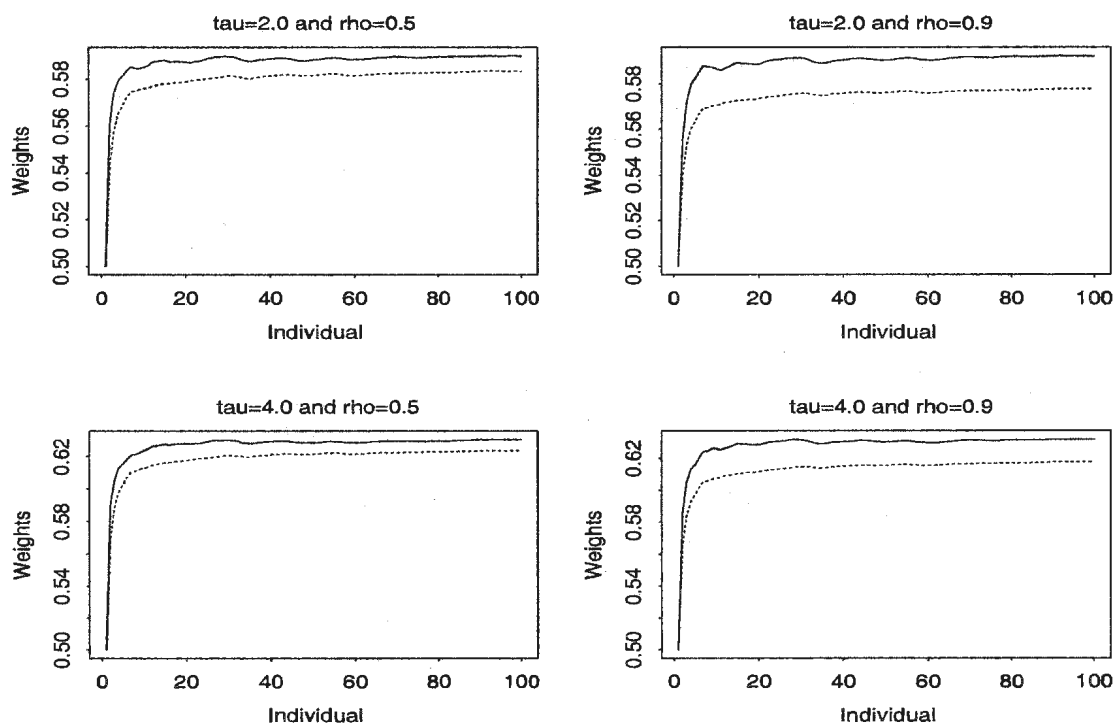 tau=2.0 and rho=0.5
Weights
0.50 0.52 0.54 0.56 0.58
0 20 40 60 80 100
Individual
tau=2.0 and rho=0.9
Weights
0.50 0.52 0.54 0.56 0.58
0 20 40 60 80 100
Individual
tau=4.0 and rho=0.5
Weights
0.50 0.54 0.58 0.62
0 20 40 60 80 100
Individual
tau=4.0 and rho=0.9
Weights
0.50 0.54 0.58 0.62
0 20 40 60 80 100
Individual